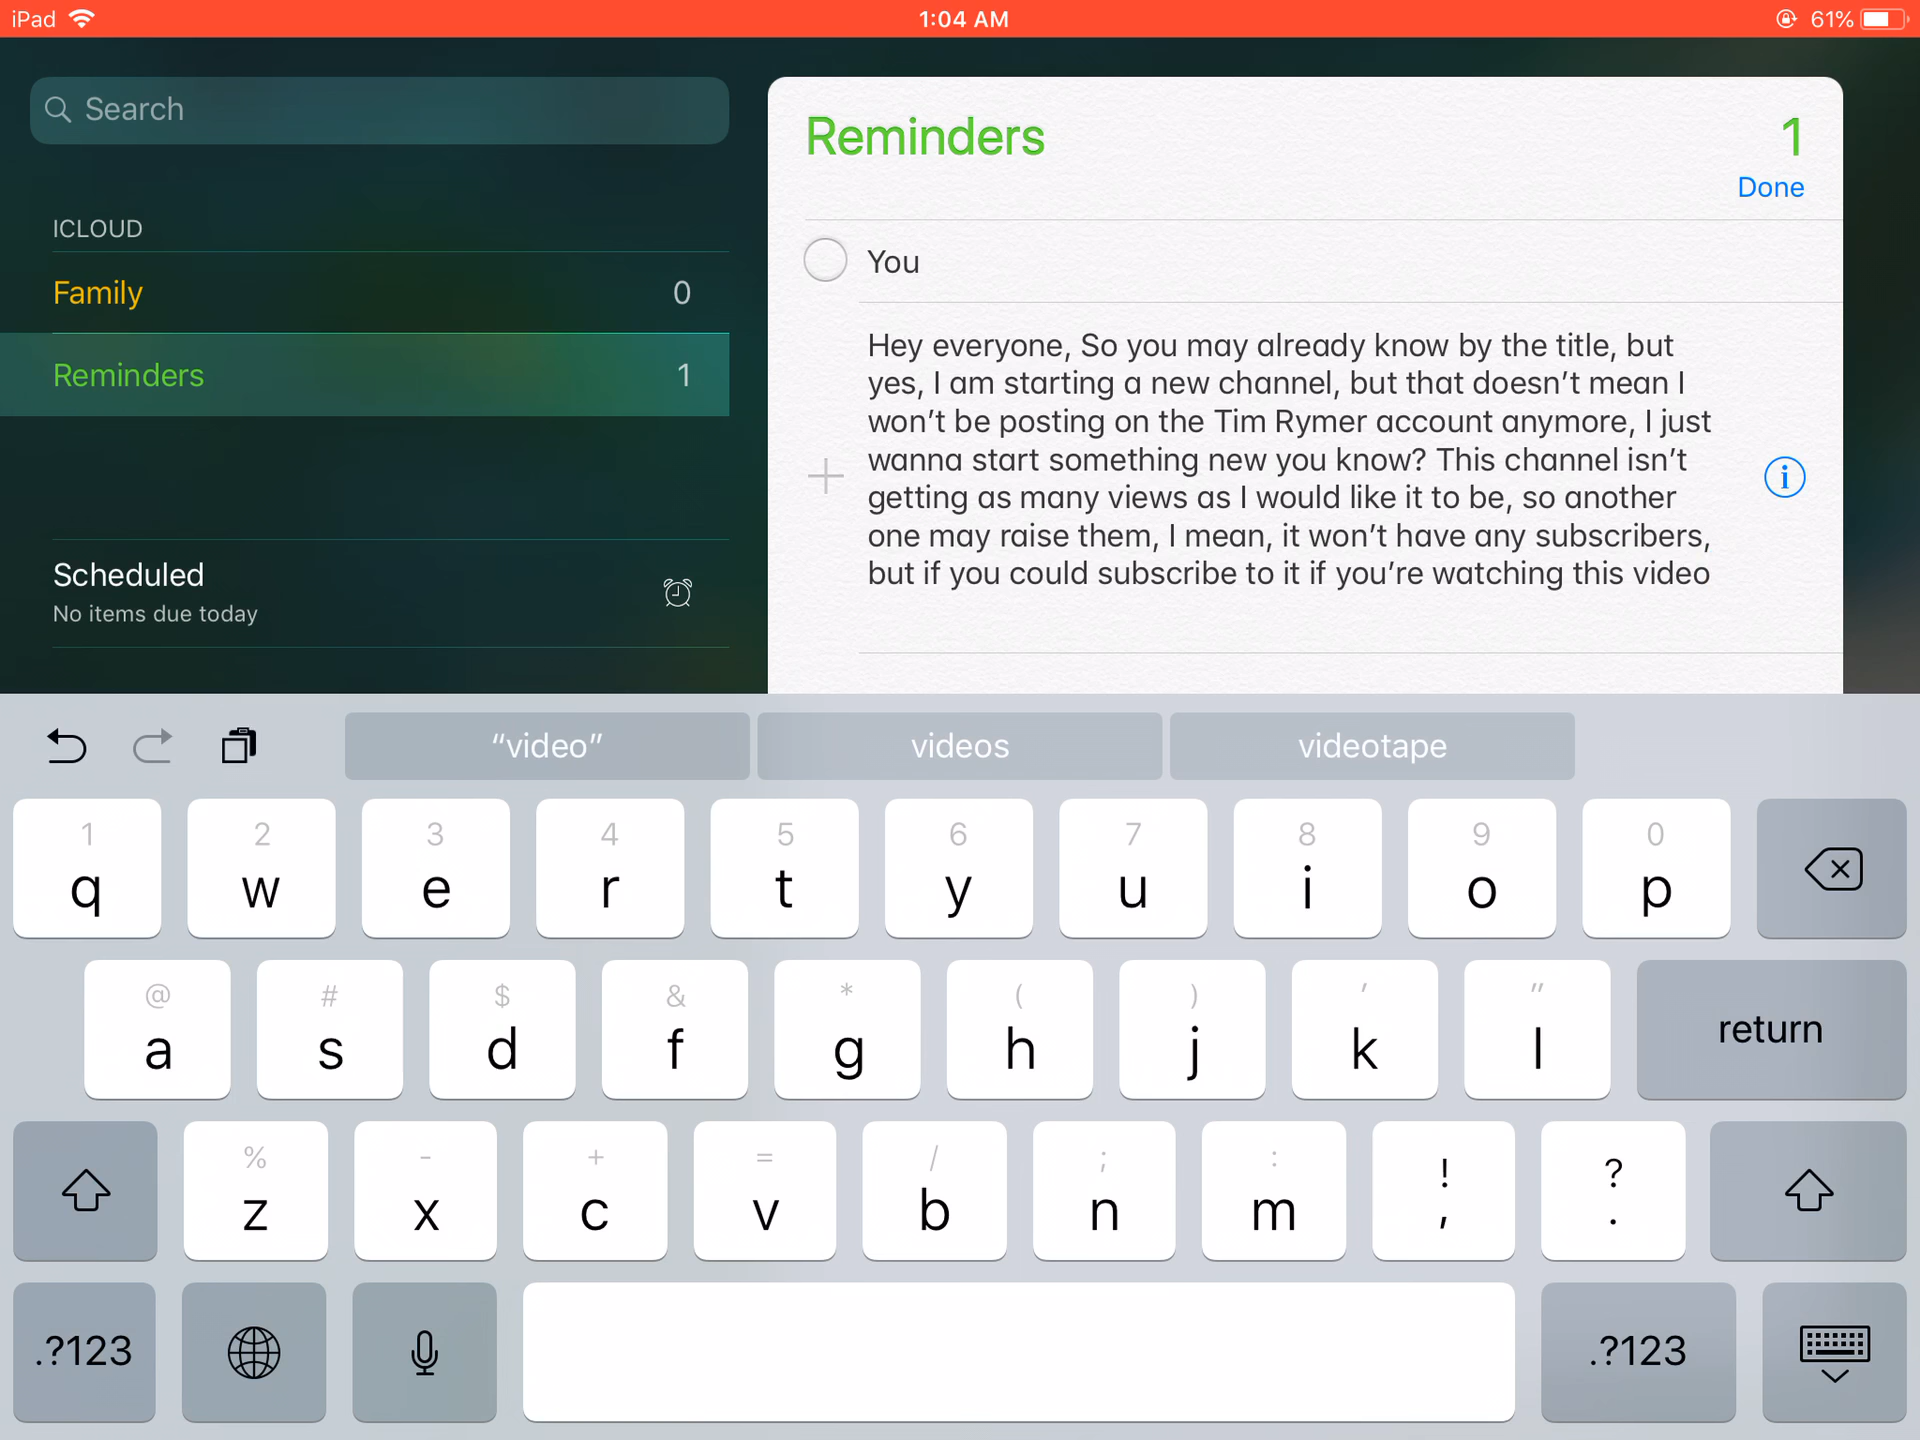 iPad 1:04 AM 61%
Search
ICLOUD
Family 0
Reminders 1
Scheduled
No items due today
Reminders 1
Done
You
Hey everyone, So you may already know by the title, but
yes, I am starting a new channel, but that doesn’t mean I
won’t be posting on the Tim Rymer account anymore, I just
wanna start something new you know? This channel isn’t
getting as many views as I would like it to be, so another
one may raise them, I mean, it won’t have any subscribers,
but if you could subscribe to it if you’re watching this video
“video” videos videotape
1 2 3 4 5 6 7 8 9 0
q w e r t y u i o p
@ # $ & * ( ) ' "
a s d f g h j k l return
% - + = / ; : ! ?
z x c v b n m , .
.?123 .?123